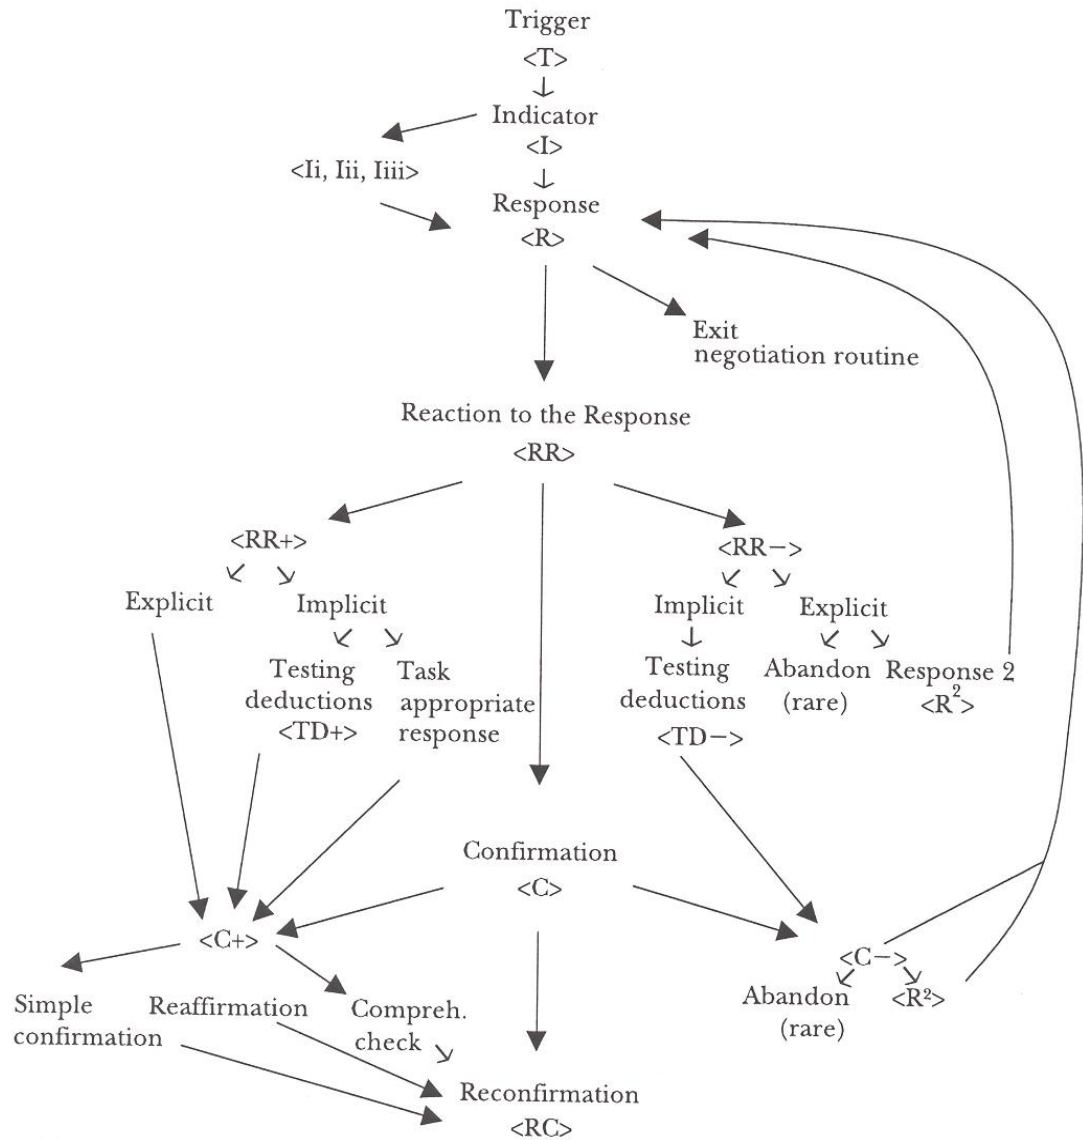 Trigger
<T>
Indicator
<I>
<Ii, Iii, Iiii>
Response
<R>
Exit
negotiation routine
Reaction to the Response
<RR>
<RR+>
<RR−>
Explicit
Implicit
Implicit
Explicit
Testing
deductions
<TD+>
Task
appropriate
response
Testing
deductions
<TD−>
Abandon
(rare)
Response 2
<R²>
Confirmation
<C>
<C+>
<C−>
Simple
confirmation
Reaffirmation
Compreh.
check
Abandon
(rare)
<R²>
Reconfirmation
<RC>